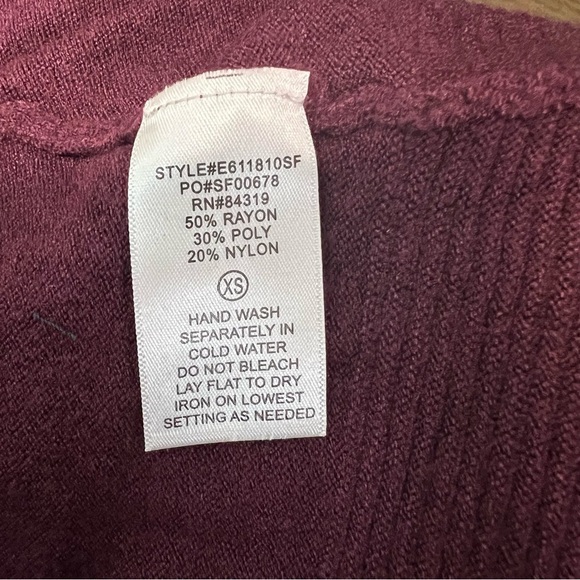 STYLE#E611810SF
PO#SF00678
RN#84319
50% RAYON
30% POLY
20% NYLON
XS
HAND WASH
SEPARATELY IN
COLD WATER
DO NOT BLEACH
LAY FLAT TO DRY
IRON ON LOWEST
SETTING AS NEEDED